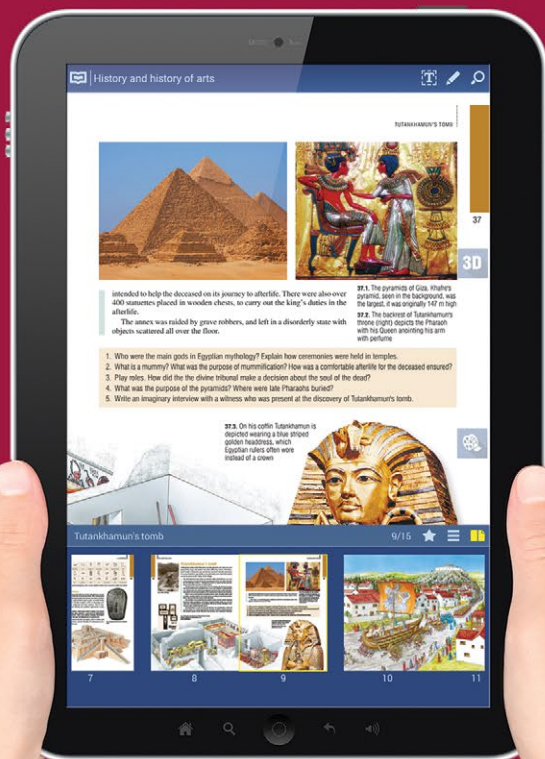 History and history of arts
TUTANKHAMUN'S TOMB
37
3D
intended to help the deceased on its journey to afterlife. There were also over
400 statuettes placed in wooden chests, to carry out the king's duties in the
afterlife.
The annex was raided by grave robbers, and left in a disorderly state with
objects scattered all over the floor.
37.1. The pyramids of Giza. Khafre's
pyramid, seen in the background, was
the largest, it was originally 147 m high
37.2. The backrest of Tutankhamun's
throne (right) depicts the Pharaoh
with his Queen anointing his arm
with perfume
1. Who were the main gods in Egyptian mythology? Explain how ceremonies were held in temples.
2. What is a mummy? What was the purpose of mummification? How was a comfortable afterlife for the deceased ensured?
3. Play roles. How did the the divine tribunal make a decision about the soul of the dead?
4. What was the purpose of the pyramids? Where were late Pharaohs buried?
5. Write an imaginary interview with a witness who was present at the discovery of Tutankhamun's tomb.
37.3. On his coffin Tutankhamun is
depicted wearing a blue striped
golden headdress, which
Egyptian rulers often wore
instead of a crown
Tutankhamun's tomb
9/15
7
8
9
10
11